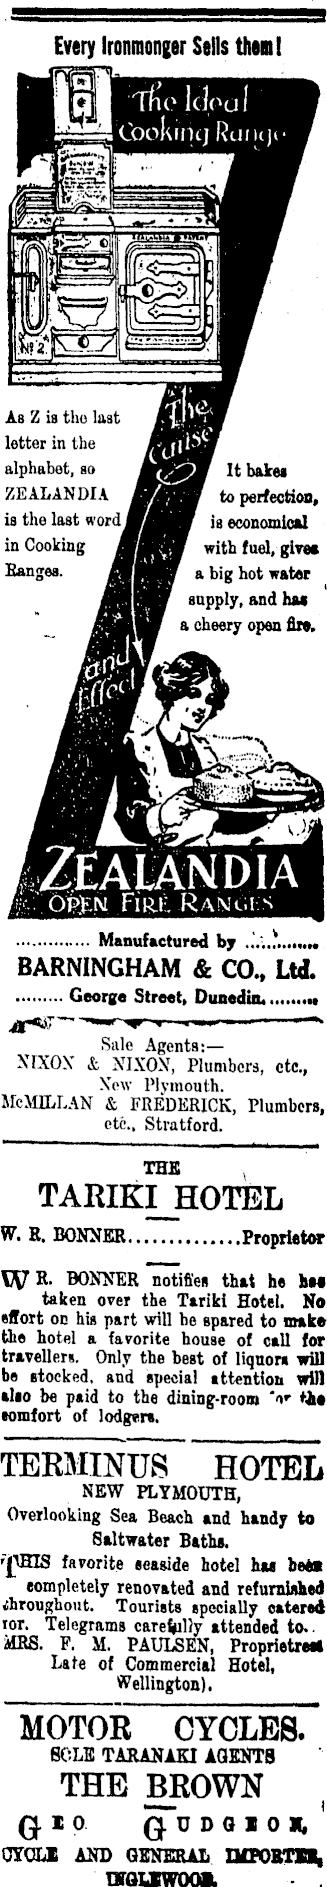 Every Ironmonger Sells them!
The Ideal
Cooking Range
ZEALANDIA
No 2
As Z is the last
letter in the
alphabet, so
ZEALANDIA
is the last word
in Cooking
Ranges.
The
Cause
It bakes
to perfection,
is economical
with fuel, gives
a big hot water
supply, and has
a cheery open fire.
and
Effect
ZEALANDIA
OPEN FIRE RANGES
.............. Manufactured by ..............
BARNINGHAM & CO., Ltd.
......... George Street, Dunedin..........
Sale Agents:—
NIXON & NIXON, Plumbers, etc.,
New Plymouth.
McMILLAN & FREDERICK, Plumbers,
etc., Stratford.
THE
TARIKI HOTEL
W. R. BONNER..............Proprietor
W R. BONNER notifies that he has
taken over the Tariki Hotel. No
effort on his part will be spared to make
the hotel a favorite house of call for
travellers. Only the best of liquors will
be stocked, and special attention will
also be paid to the dining-room the
comfort of lodgers.
TERMINUS HOTEL
NEW PLYMOUTH,
Overlooking Sea Beach and handy to
Saltwater Baths.
THIS favorite seaside hotel has been
completely renovated and refurnished
throughout. Tourists specially catered
for. Telegrams carefully attended to.
MRS. F. M. PAULSEN, Proprietress
Late of Commercial Hotel,
Wellington).
MOTOR CYCLES.
SOLE TARANAKI AGENTS
THE BROWN
GEO. GUDGEON,
CYCLE AND GENERAL IMPORTER,
INGLEWOOD.